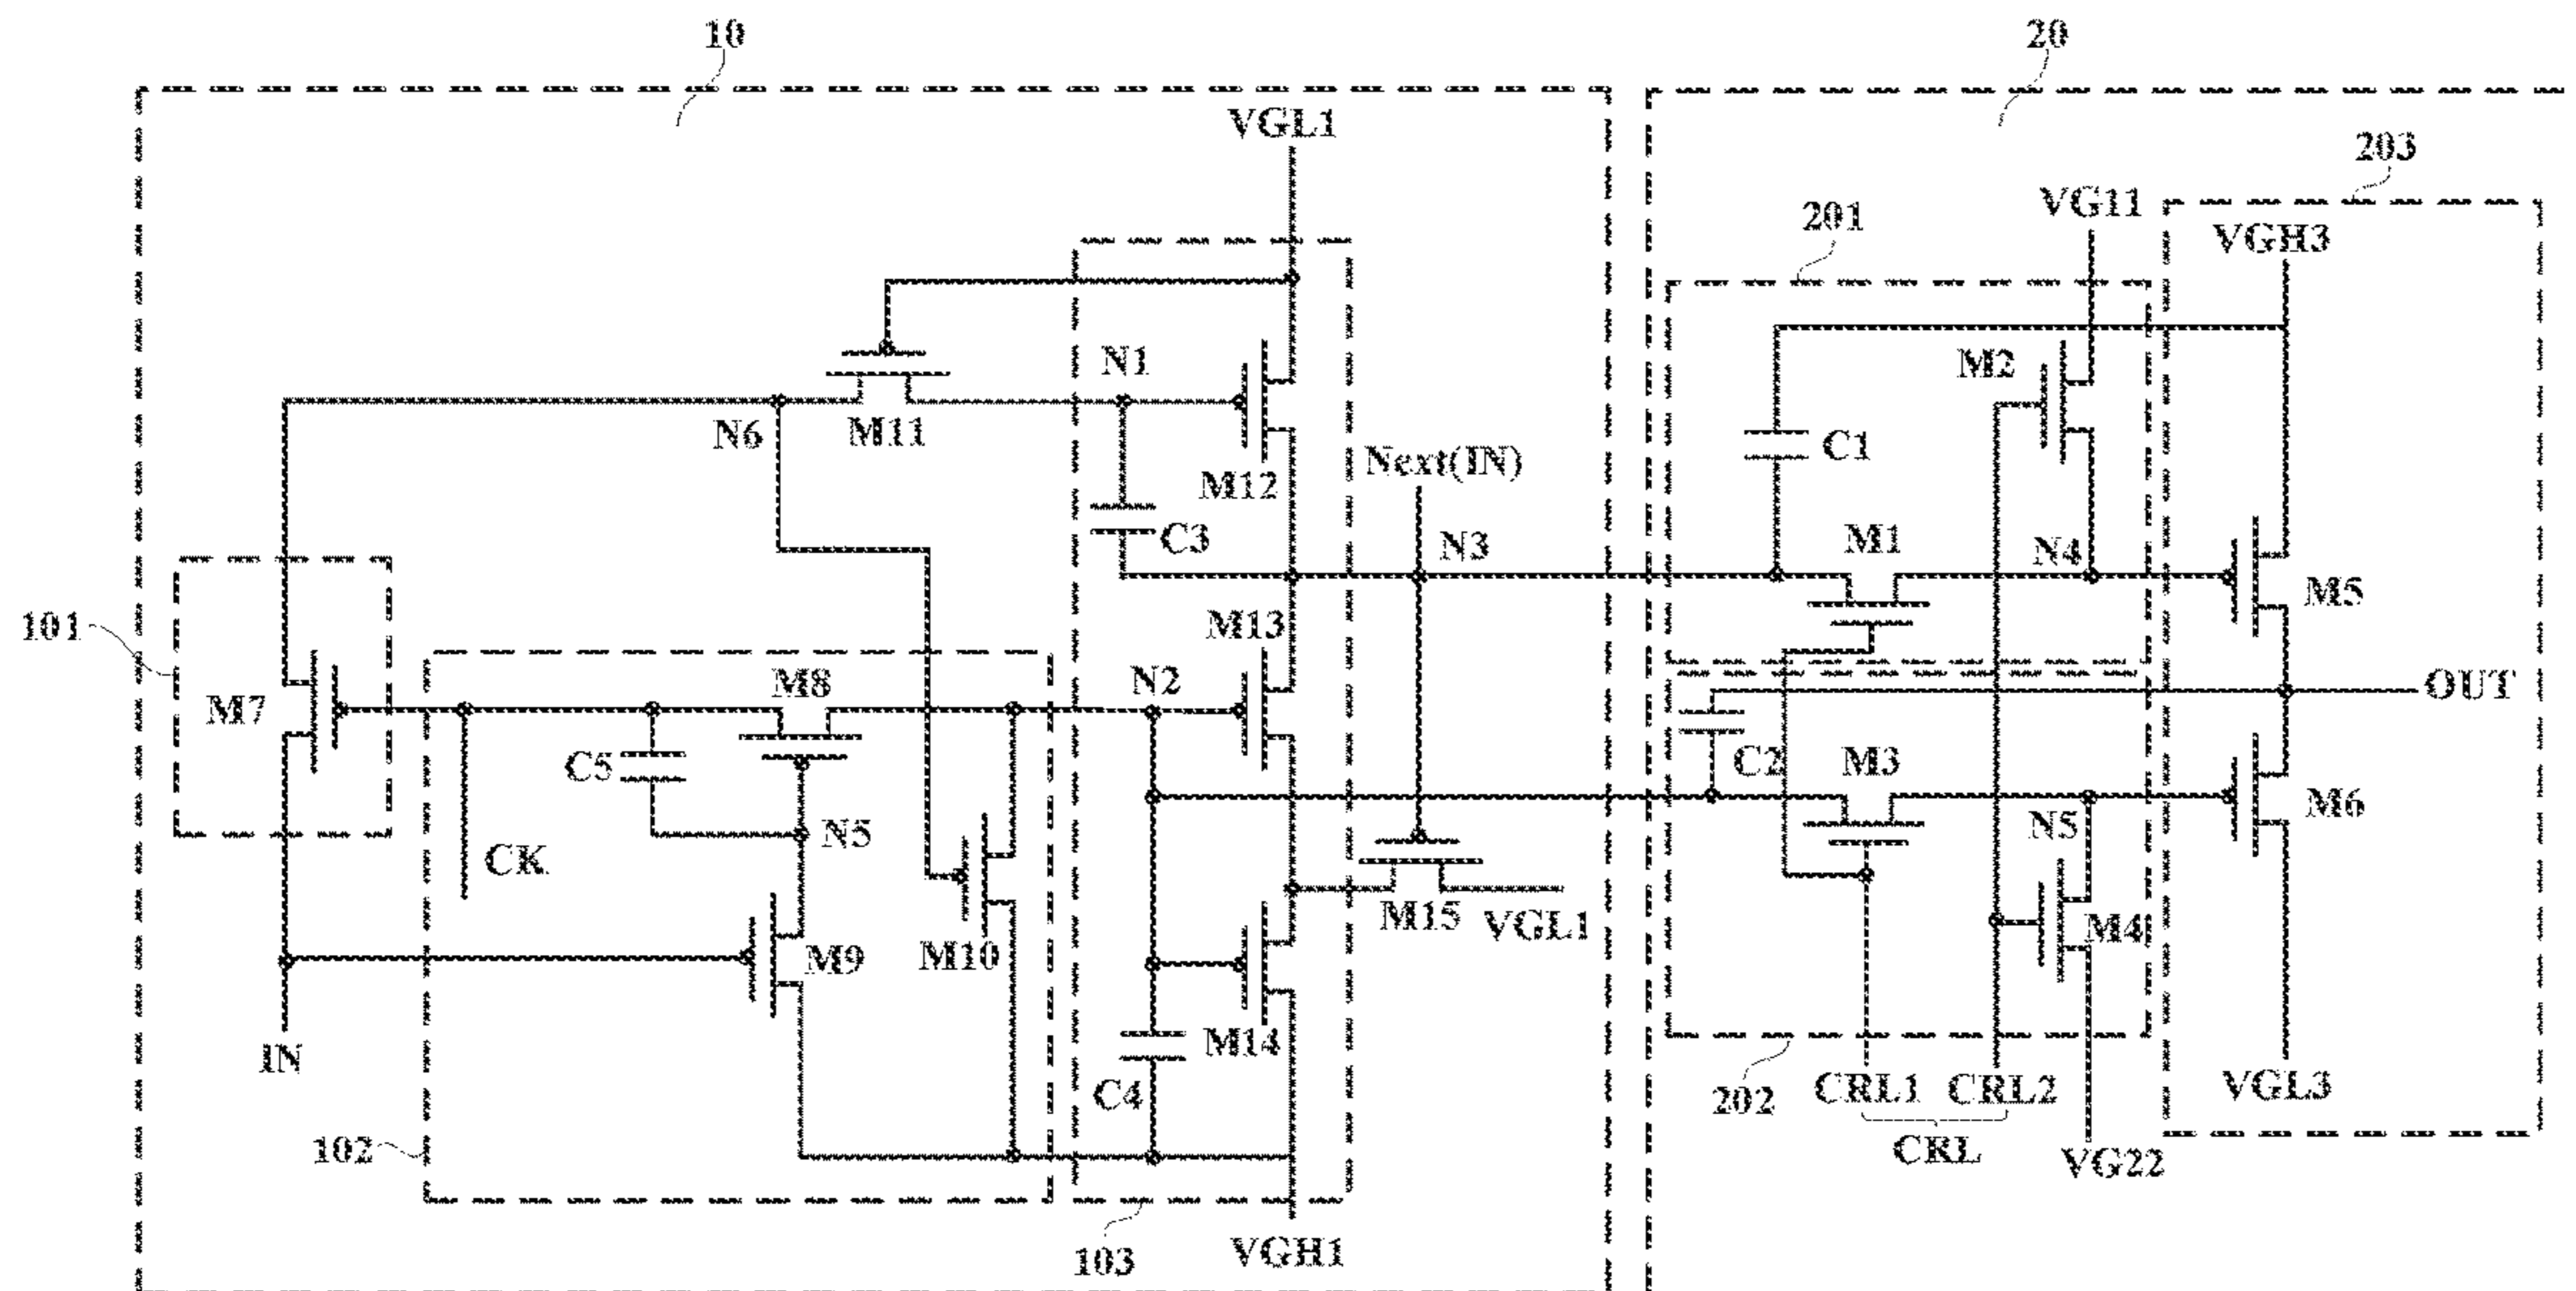 10
20
VGL1
203
201
VG11
VGH3
N1
M2
N6
M11
C1
Next(IN)
M12
C3
N3
M1
N4
M5
101
M13
M7
M8
N2
OUT
C5
C2
M3
M6
N5
N5
CK
M15
VGL1
M4
M9
M10
IN
M14
C4
202
CRL1
CRL2
VGL3
102
CRL
VG22
103
VGH1